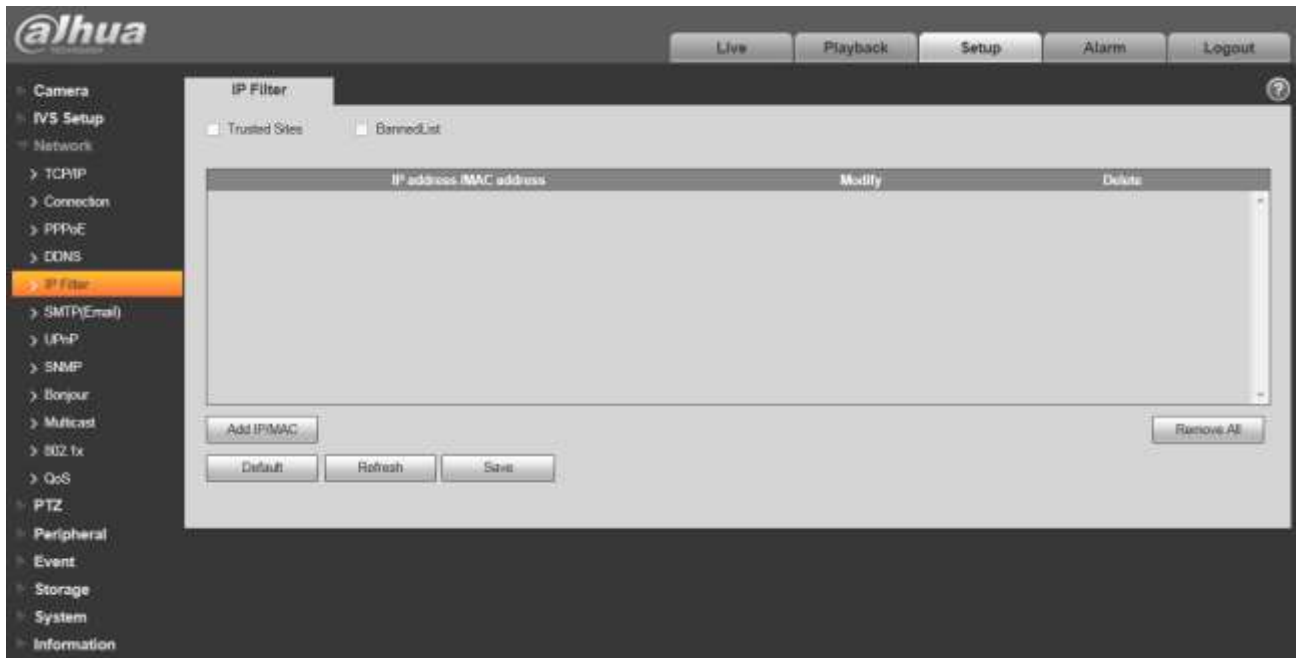 alhua
TECHNOLOGY
Live Playback Setup Alarm Logout
Camera
IVS Setup
Network
TCP/IP
Connection
PPPoE
DDNS
IP Filter
SMTP(Email)
UPnP
SNMP
Bonjour
Multicast
802.1x
QoS
PTZ
Peripheral
Event
Storage
System
Information
IP Filter ?
Trusted Sites BannedList
IP address /MAC address Modify Delete
Add IP/MAC Remove All
Default Refresh Save